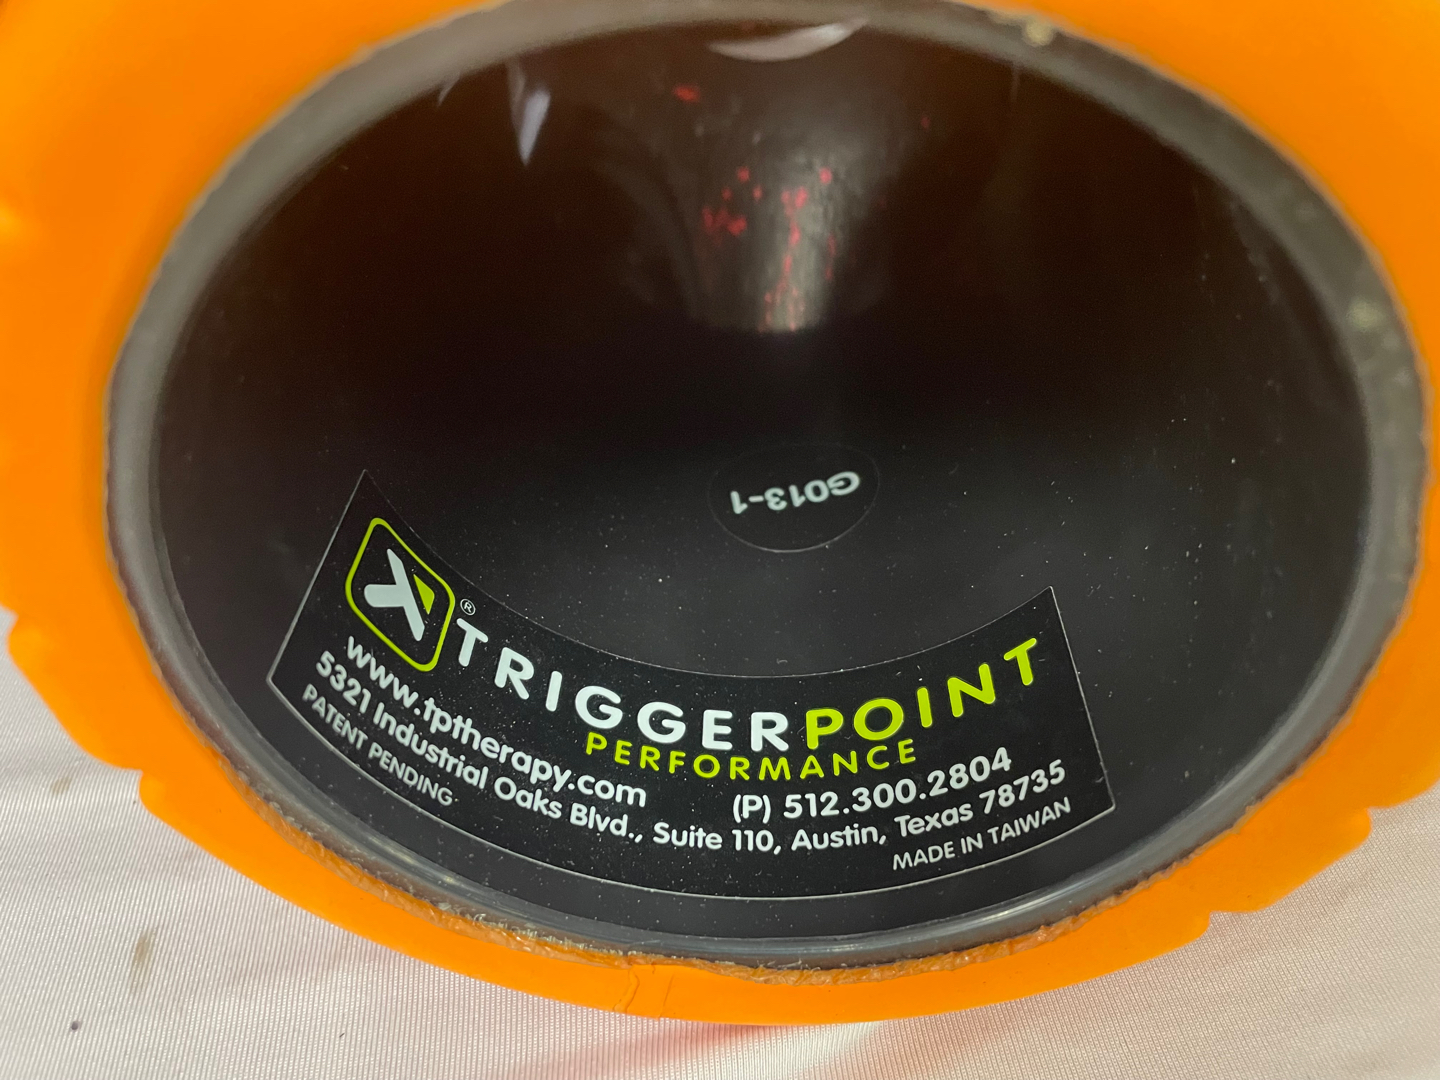 G013-1
TRIGGERPOINT®
PERFORMANCE
www.tptherapy.com (P) 512.300.2804
5321 Industrial Oaks Blvd., Suite 110, Austin, Texas 78735
PATENT PENDING MADE IN TAIWAN